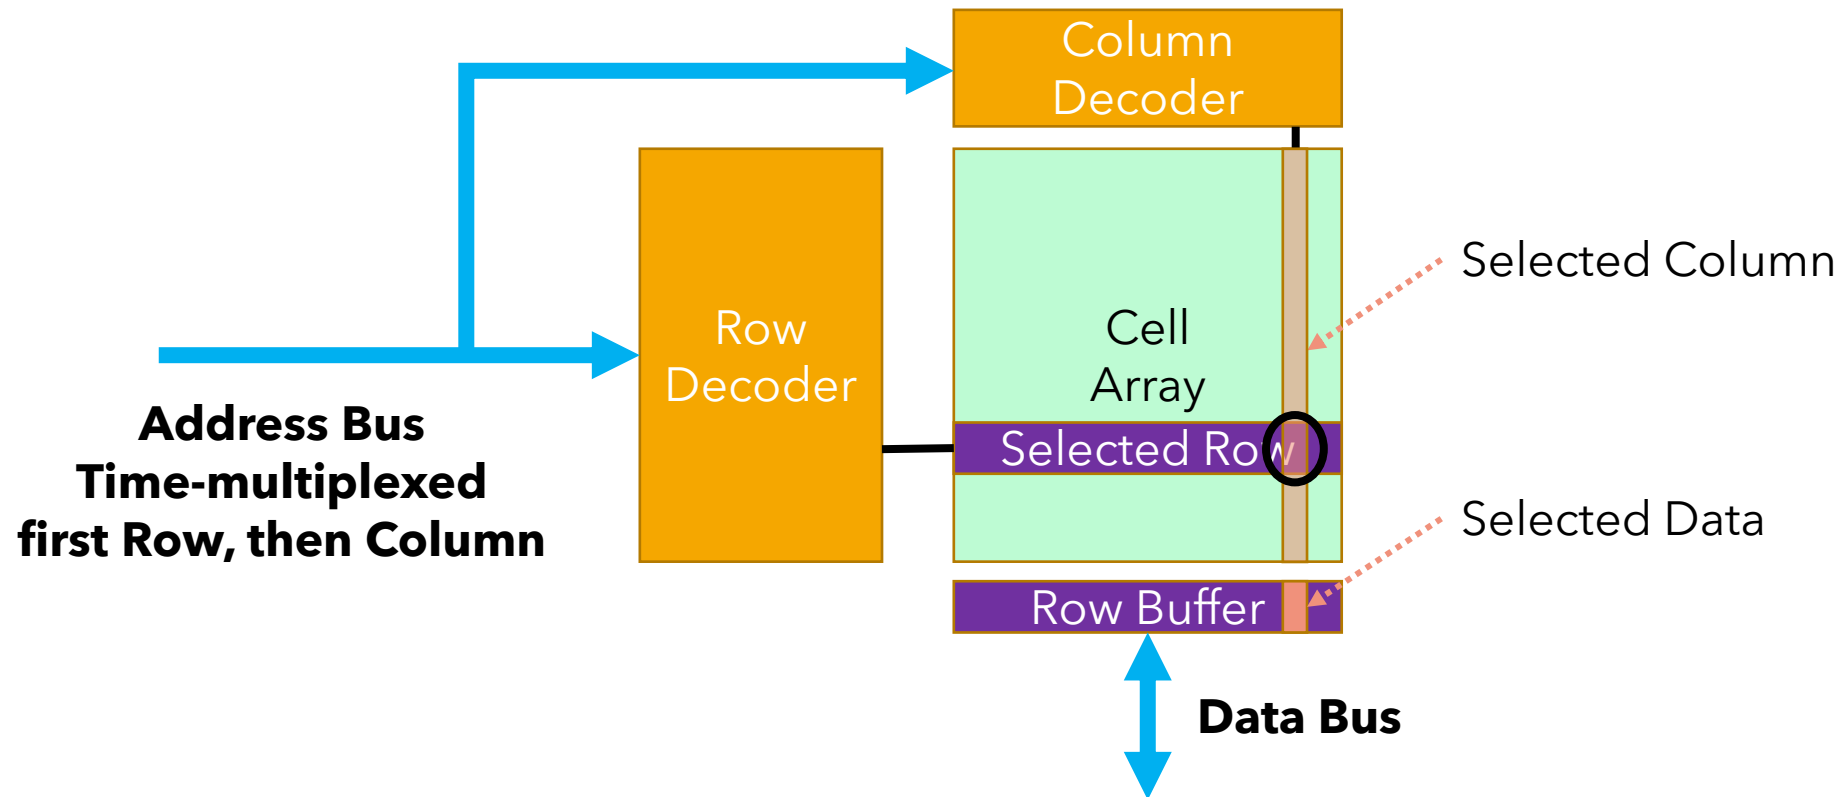 Column
Decoder
Row
Decoder
Cell
Array
Selected Column
Address Bus
Time-multiplexed
first Row, then Column
Selected Row
Selected Data
Row Buffer
Data Bus